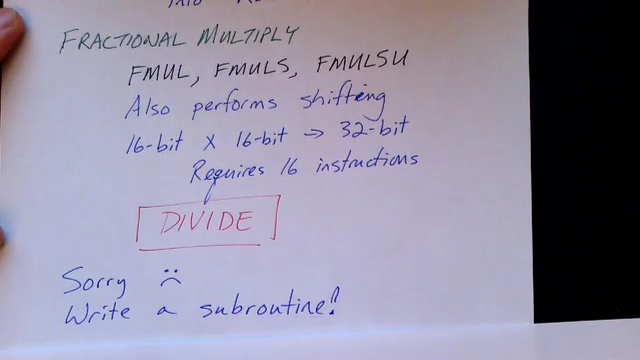 FRACTIONAL MULTIPLY
FMUL, FMULS, FMULSU
Also performs shifting
16-bit x 16-bit → 32-bit
Requires 16 instructions
DIVIDE
Sorry :(
Write a subroutine!